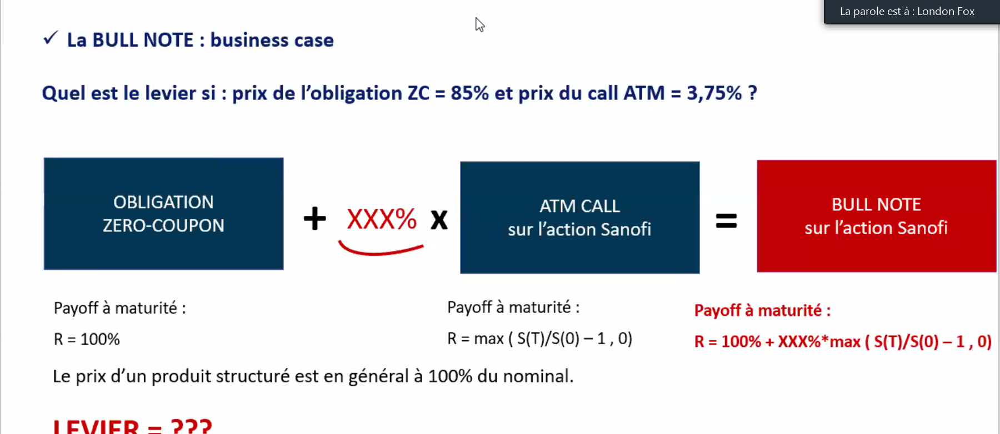 La parole est à : London Fox
✓ La BULL NOTE : business case
Quel est le levier si : prix de l’obligation ZC = 85% et prix du call ATM = 3,75% ?
OBLIGATION
ZERO-COUPON
+
XXX%
x
ATM CALL
sur l’action Sanofi
=
BULL NOTE
sur l’action Sanofi
Payoff à maturité :
R = 100%
Payoff à maturité :
R = max ( S(T)/S(0) – 1 , 0)
Payoff à maturité :
R = 100% + XXX%*max ( S(T)/S(0) – 1 , 0)
Le prix d’un produit structuré est en général à 100% du nominal.
LEVIER = ???